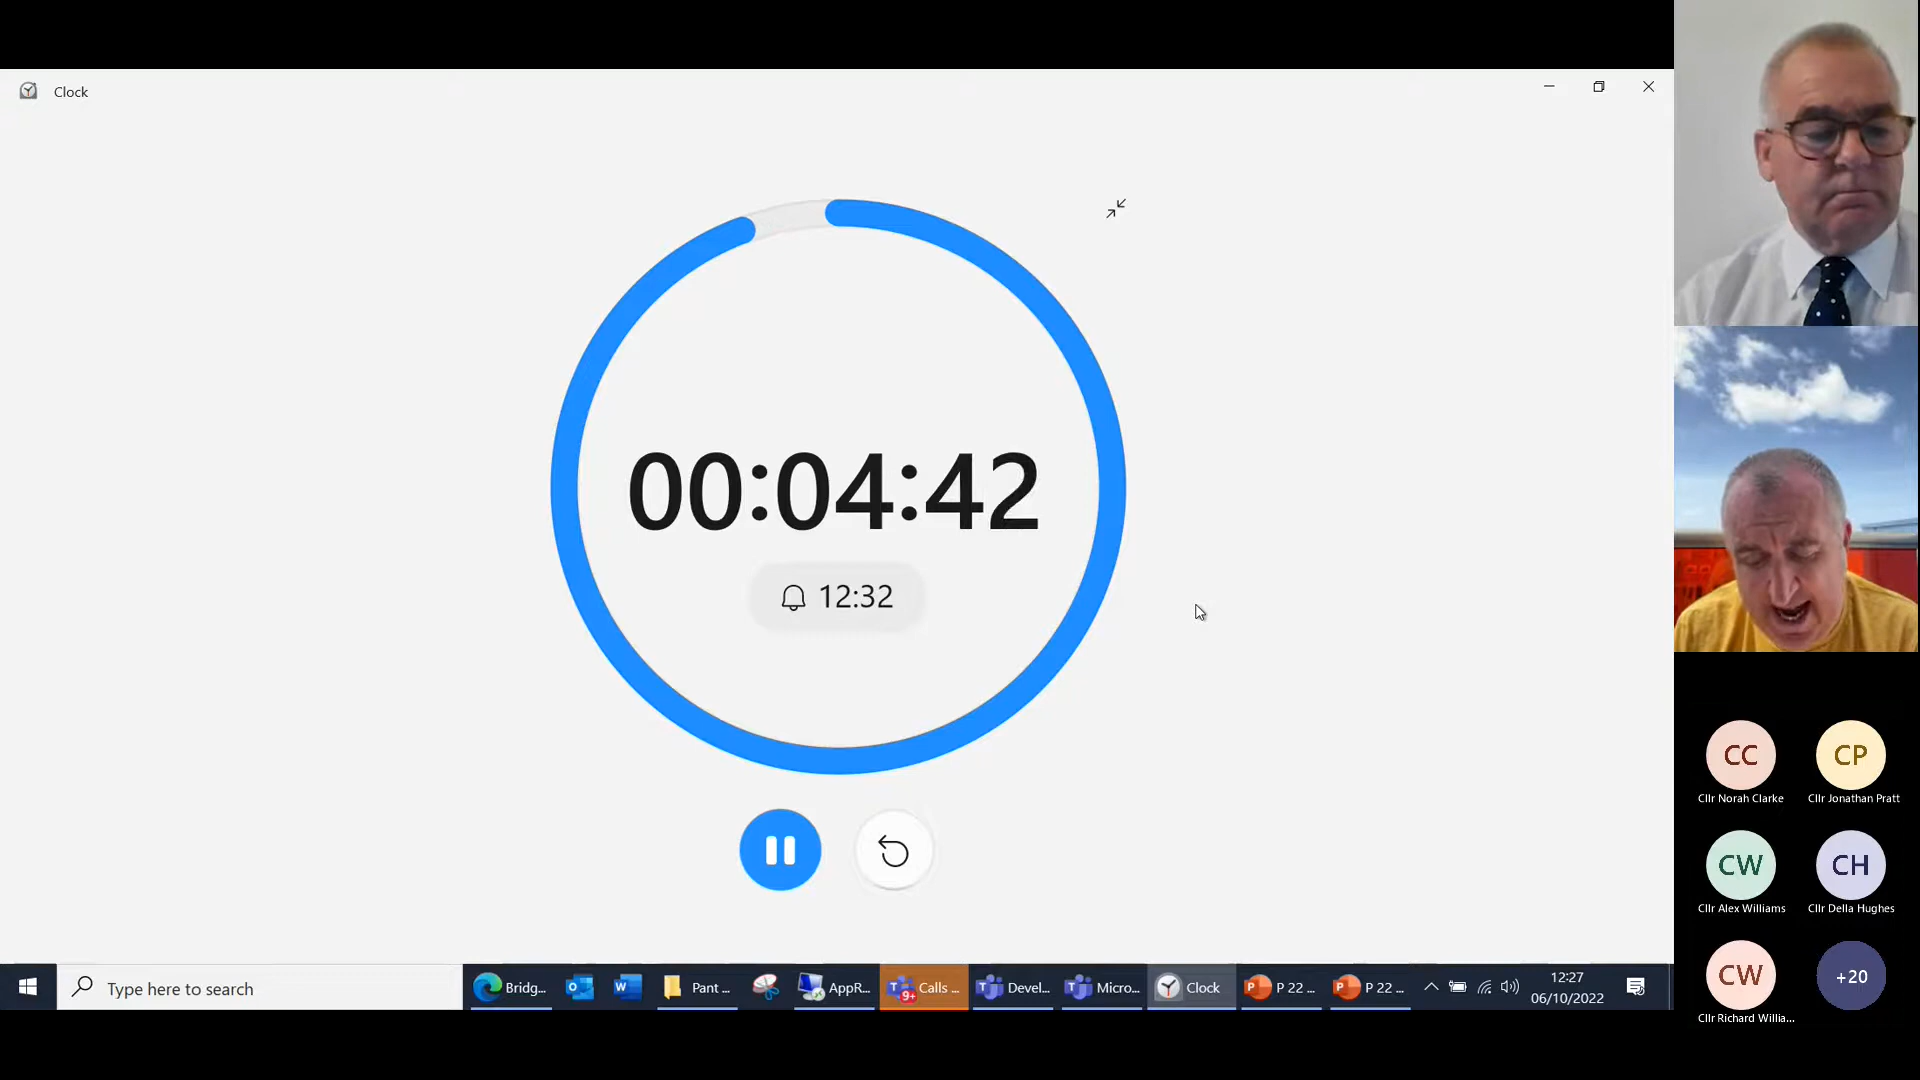 Clock
00:04:42
12:32
CC
CP
Cllr Norah Clarke
Cllr Jonathan Pratt
CW
CH
Cllr Alex Williams
Cllr Della Hughes
CW
+20
Cllr Richard Willia...
Type here to search
Bridg...
Pant ...
AppR...
9+
Calls ...
Devel...
Micro...
Clock
P 22 ...
P 22 ...
12:27
06/10/2022